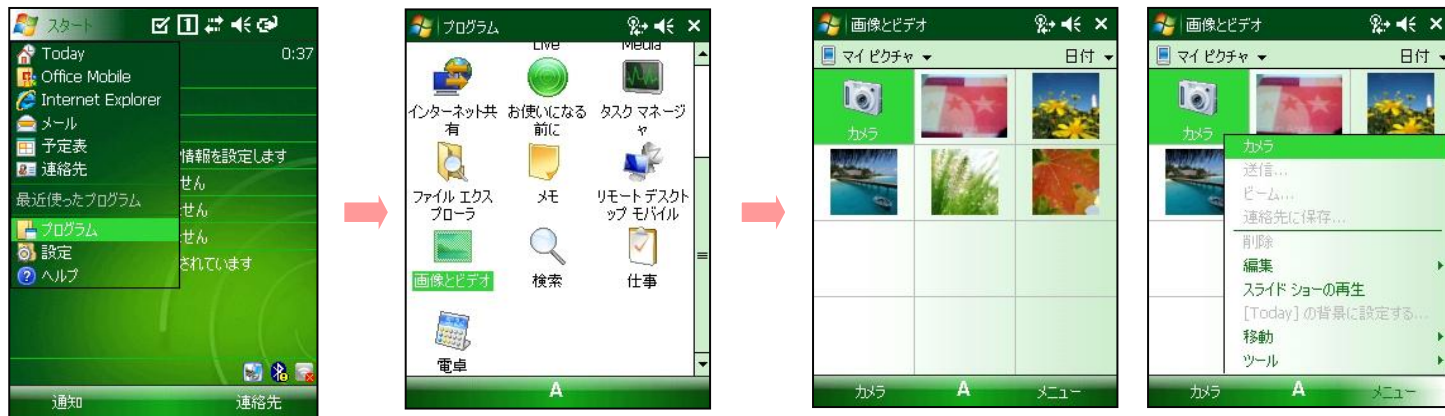 スタート
Today
0:37
Office Mobile
Internet Explorer
メール
予定表
情報を設定します
連絡先
せん
最近使ったプログラム
せん
プログラム
せん
設定
されています
ヘルプ
通知
連絡先
プログラム
Live
Media
インターネット共
有
お使いになる
前に
タスク マネージ
ャ
ファイル エクス
プローラ
メモ
リモート デスクト
ップ モバイル
画像とビデオ
検索
仕事
電卓
A
画像とビデオ
マイ ピクチャ
日付
カメラ
カメラ
A
メニュー
画像とビデオ
マイ ピクチャ
日付
カメラ
カメラ
送信...
ビーム...
連絡先に保存...
削除
編集
スライド ショーの再生
[Today] の背景に設定する...
移動
ツール
カメラ
A
メニュー